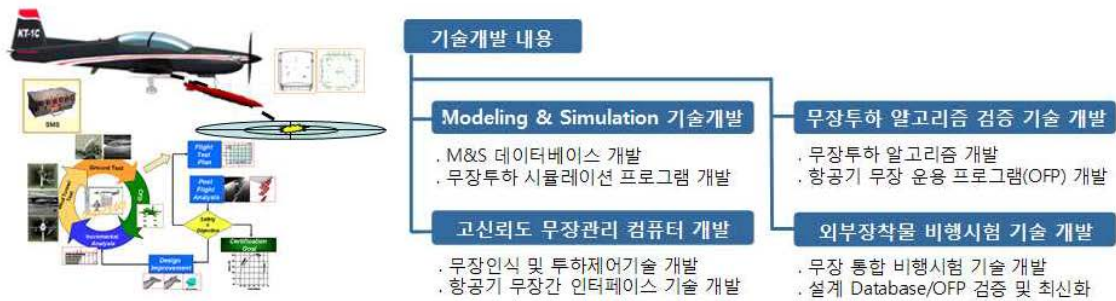 KT-1C
SMS
Ground Test
CFD
Incremental Analysis
Flight Test Plan
Post Flight Analysis
Design Improvement
Certification Goal
기술개발 내용
Modeling & Simulation 기술개발
. M&S 데이터베이스 개발
. 무장투하 시뮬레이션 프로그램 개발
무장투하 알고리즘 검증 기술 개발
. 무장투하 알고리즘 개발
. 항공기 무장 운용 프로그램(OFP) 개발
고신뢰도 무장관리 컴퓨터 개발
. 무장인식 및 투하제어기술 개발
. 항공기 무장간 인터페이스 기술 개발
외부장착물 비행시험 기술 개발
. 무장 통합 비행시험 기술 개발
. 설계 Database/OFP 검증 및 최신화